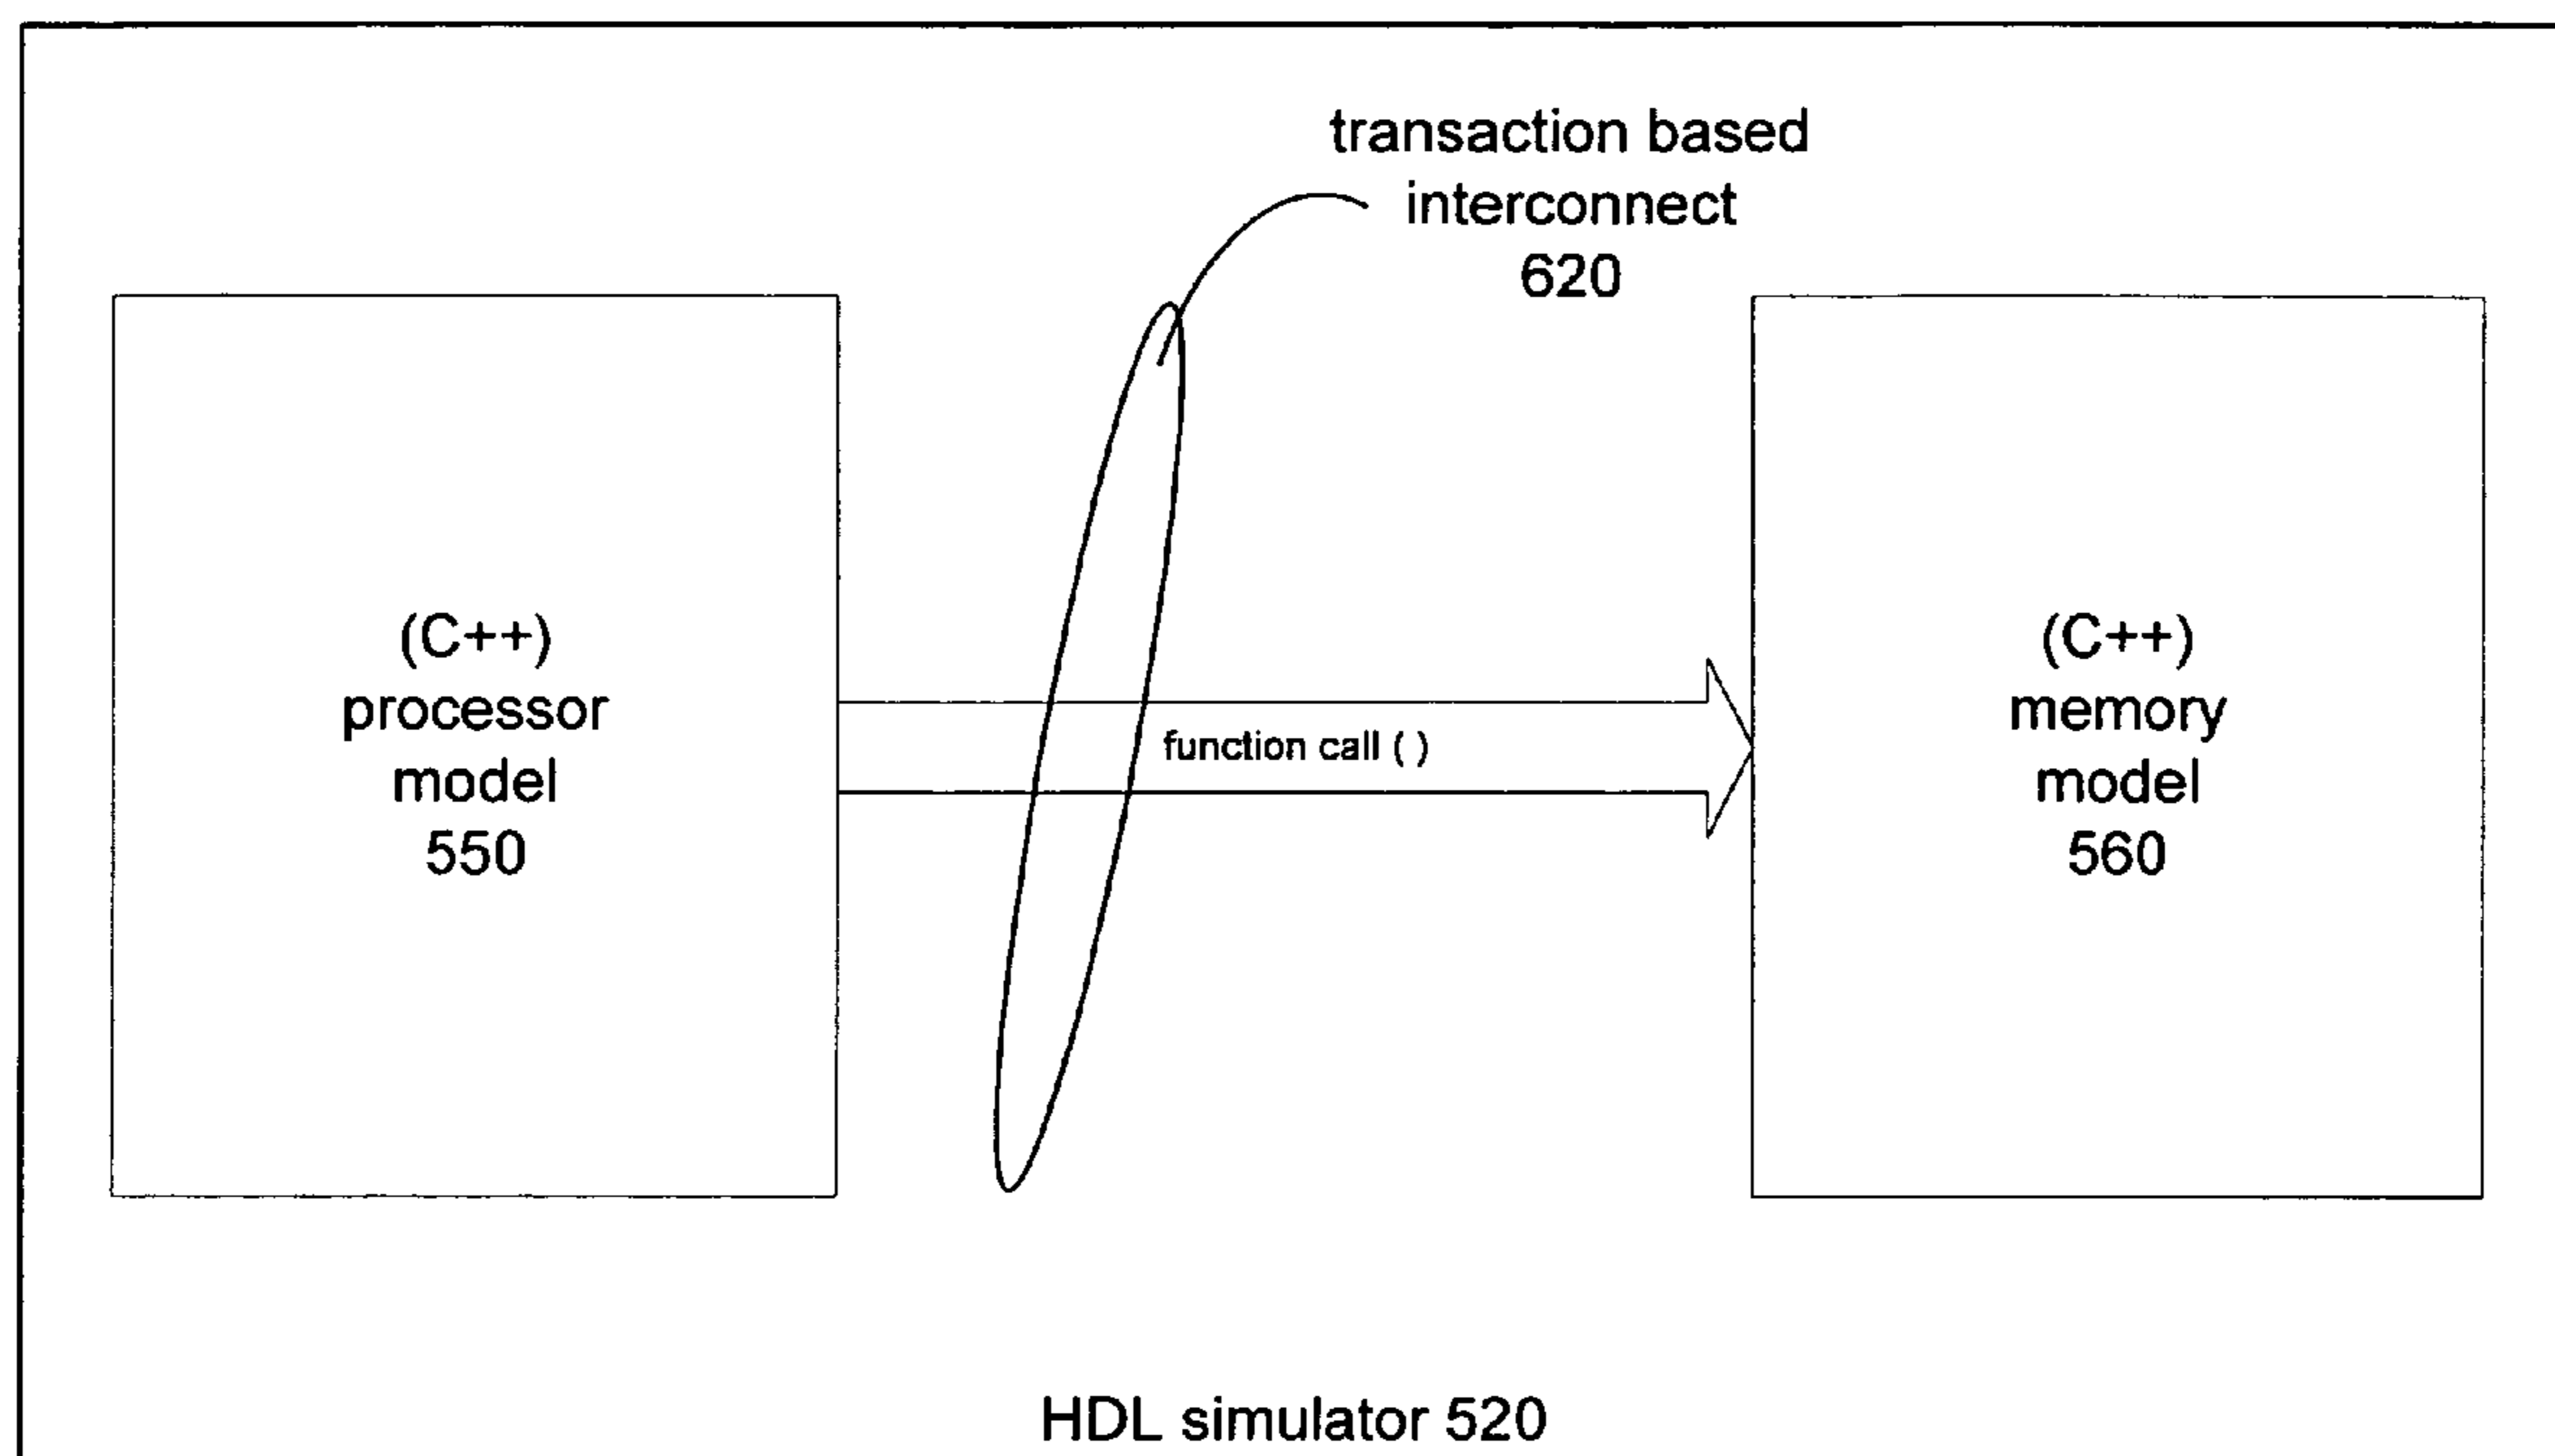 transaction based
interconnect
620
(C++)
processor
model
550
function call ( )
(C++)
memory
model
560
HDL simulator 520